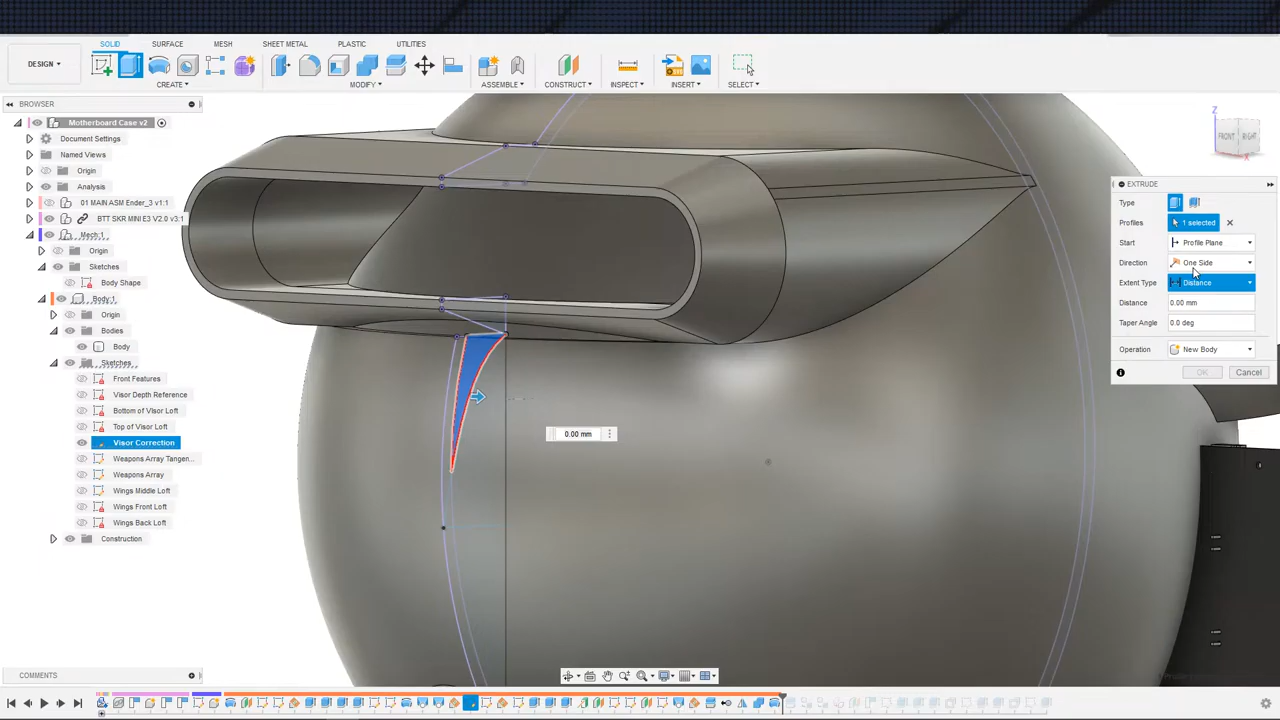 SOLID SURFACE MESH SHEET METAL PLASTIC UTILITIES
DESIGN
CREATE MODIFY ASSEMBLE CONSTRUCT INSPECT INSERT SELECT
BROWSER
Motherboard Case v2
Document Settings
Named Views
Origin
Analysis
01 MAIN ASM Ender_3 v1:1
BTT SKR MINI E3 V2.0 v3:1
Mech:1
Origin
Sketches
Body Shape
Body:1
Origin
Bodies
Body
Sketches
Front Features
Visor Depth Reference
Bottom of Visor Loft
Top of Visor Loft
Visor Correction
Weapons Array Tangen...
Weapons Array
Wings Middle Loft
Wings Front Loft
Wings Back Loft
Construction
COMMENTS
0.00 mm
Z
FRONT RIGHT
X
EXTRUDE
Type
Profiles 1 selected
Start Profile Plane
Direction One Side
Extent Type Distance
Distance 0.00 mm
Taper Angle 0.0 deg
Operation New Body
OK Cancel